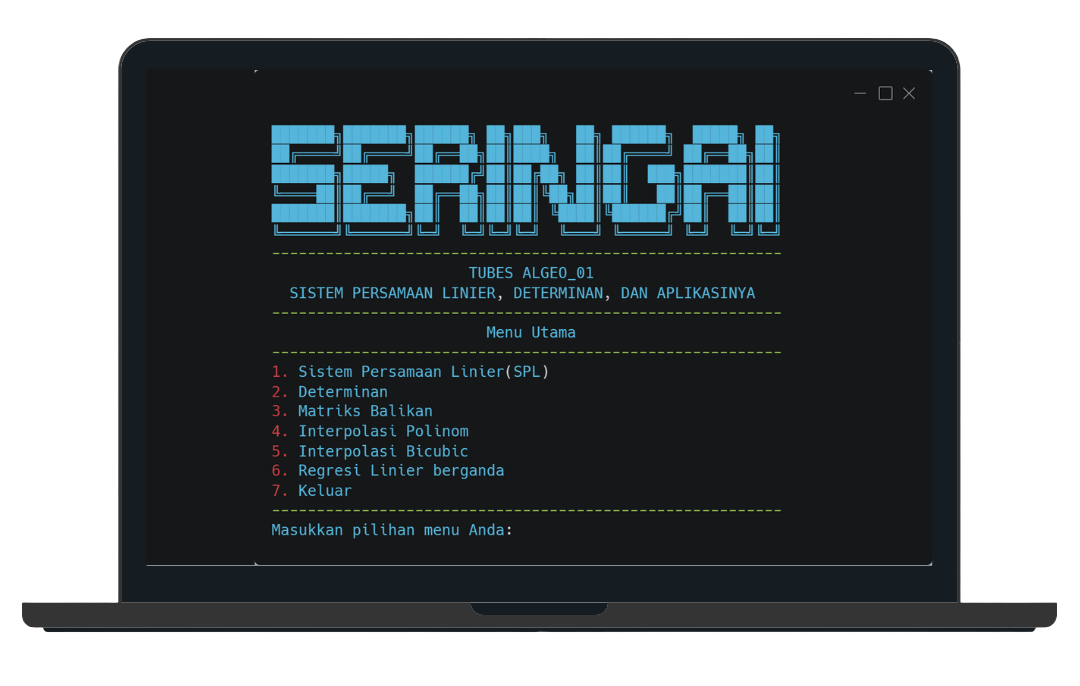 SERINGAI
-------------------------------------------------------
TUBES ALGEO_01
SISTEM PERSAMAAN LINIER, DETERMINAN, DAN APLIKASINYA
-------------------------------------------------------
Menu Utama
-------------------------------------------------------
1. Sistem Persamaan Linier(SPL)
2. Determinan
3. Matriks Balikan
4. Interpolasi Polinom
5. Interpolasi Bicubic
6. Regresi Linier berganda
7. Keluar
-------------------------------------------------------
Masukkan pilihan menu Anda: